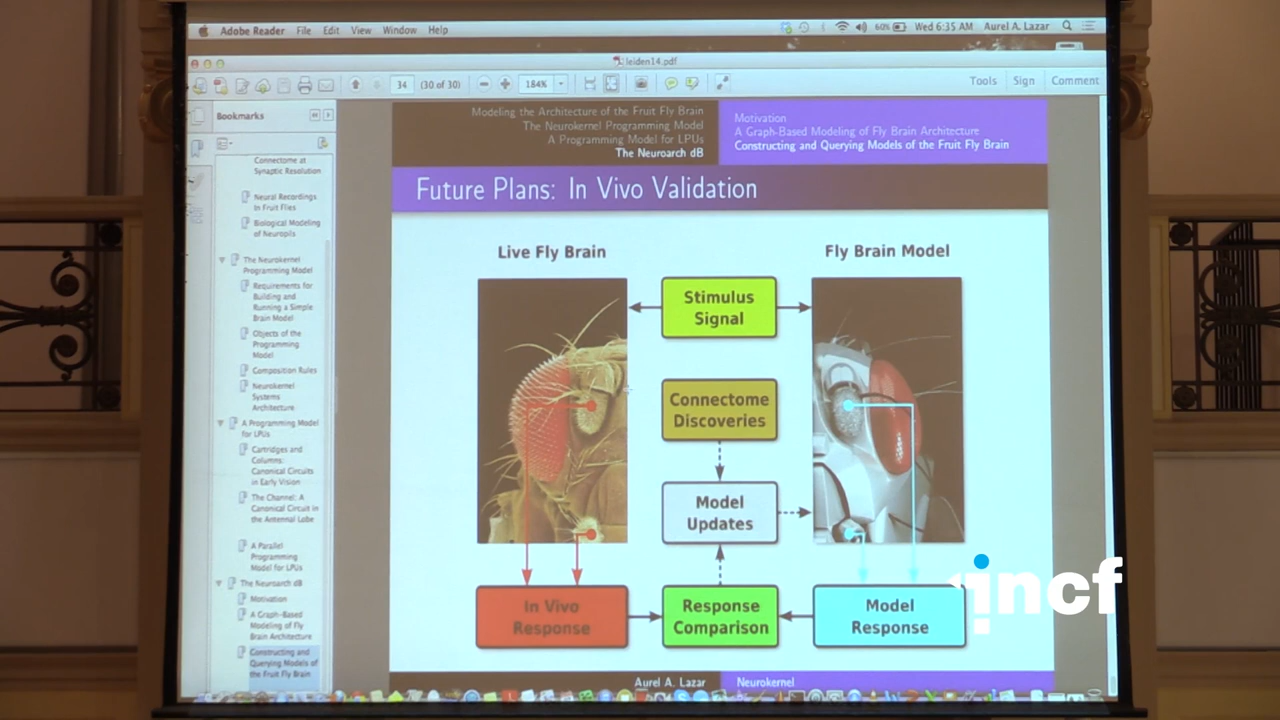 Adobe Reader File Edit View Window Help
60% Wed 6:35 AM Aurel A. Lazar
leiden14.pdf
34 (30 of 30) 184% Tools Sign Comment
Bookmarks
Connectome at
Synaptic Resolution
Neural Recordings
in Fruit Flies
Biological Modeling
of Neuropils
The Neurokernel
Programming Model
Requirements for
Building and
Running a Simple
Brain Model
Objects of the
Programming
Model
Composition Rules
Neurokernel
Systems
Architecture
A Programming Model
for LPUs
Cartridges and
Columns:
Canonical Circuits
in Early Vision
The Channel: A
Canonical Circuit in
the Antennal Lobe
A Parallel
Programming
Model for LPUs
The Neuroarch dB
Motivation
A Graph-Based
Modeling of Fly
Brain Architecture
Constructing and
Querying Models of
the Fruit Fly Brain
Modeling the Architecture of the Fruit Fly Brain
The Neurokernel Programming Model
A Programming Model for LPUs
The Neuroarch dB
Motivation
A Graph-Based Modeling of Fly Brain Architecture
Constructing and Querying Models of the Fruit Fly Brain
Future Plans: In Vivo Validation
Live Fly Brain
Fly Brain Model
Stimulus
Signal
Connectome
Discoveries
Model
Updates
In Vivo
Response
Response
Comparison
Model
Response
Aurel A. Lazar
Neurokernel
incf